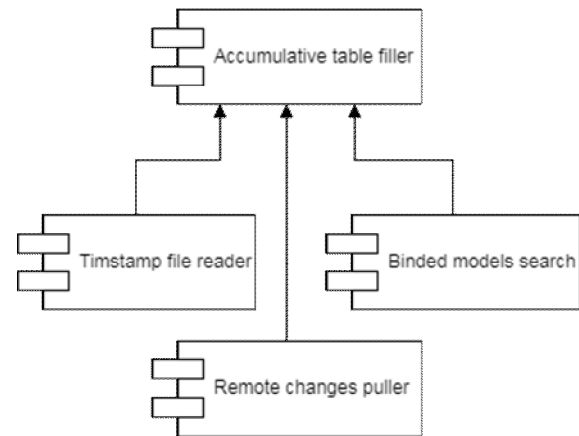 Accumulative table filler
Timstamp file reader
Binded models search
Remote changes puller